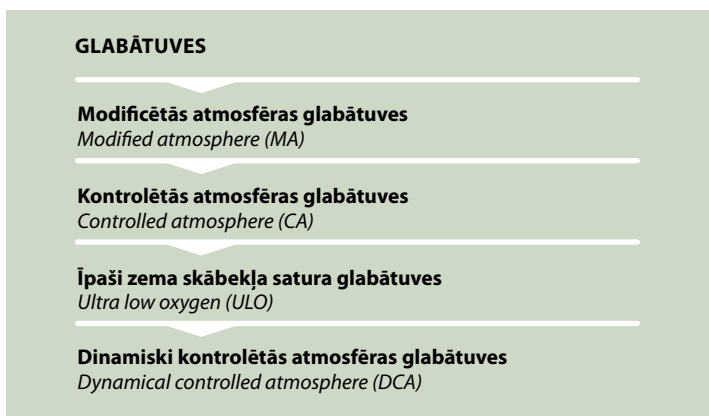 GLABĀTUVES
Modificētās atmosfēras glabātuves
Modified atmosphere (MA)
Kontrolētās atmosfēras glabātuves
Controlled atmosphere (CA)
Īpaši zema skābekļa satura glabātuves
Ultra low oxygen (ULO)
Dinamiski kontrolētās atmosfēras glabātuves
Dynamical controlled atmosphere (DCA)